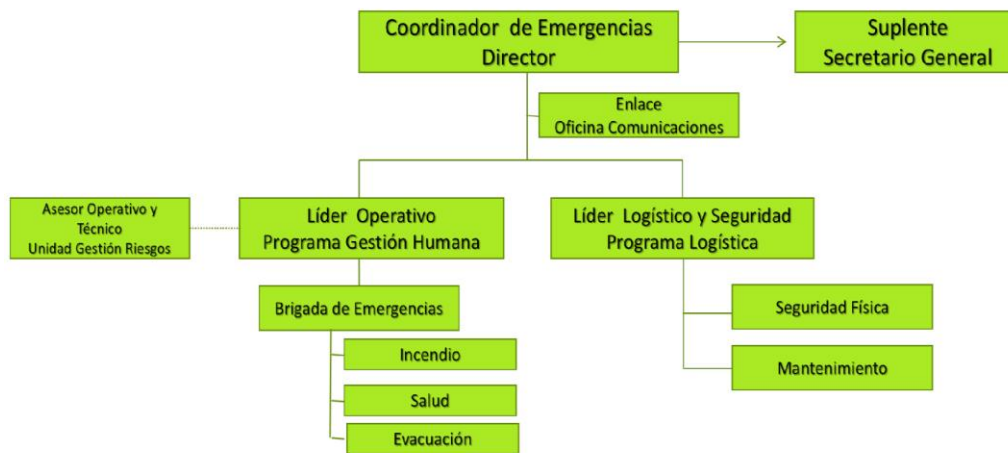 Coordinador de Emergencias
Director
Suplente
Secretario General
Enlace
Oficina Comunicaciones
Asesor Operativo y
Técnico
Unidad Gestión Riesgos
Líder Operativo
Programa Gestión Humana
Líder Logístico y Seguridad
Programa Logística
Brigada de Emergencias
Incendio
Salud
Evacuación
Seguridad Física
Mantenimiento